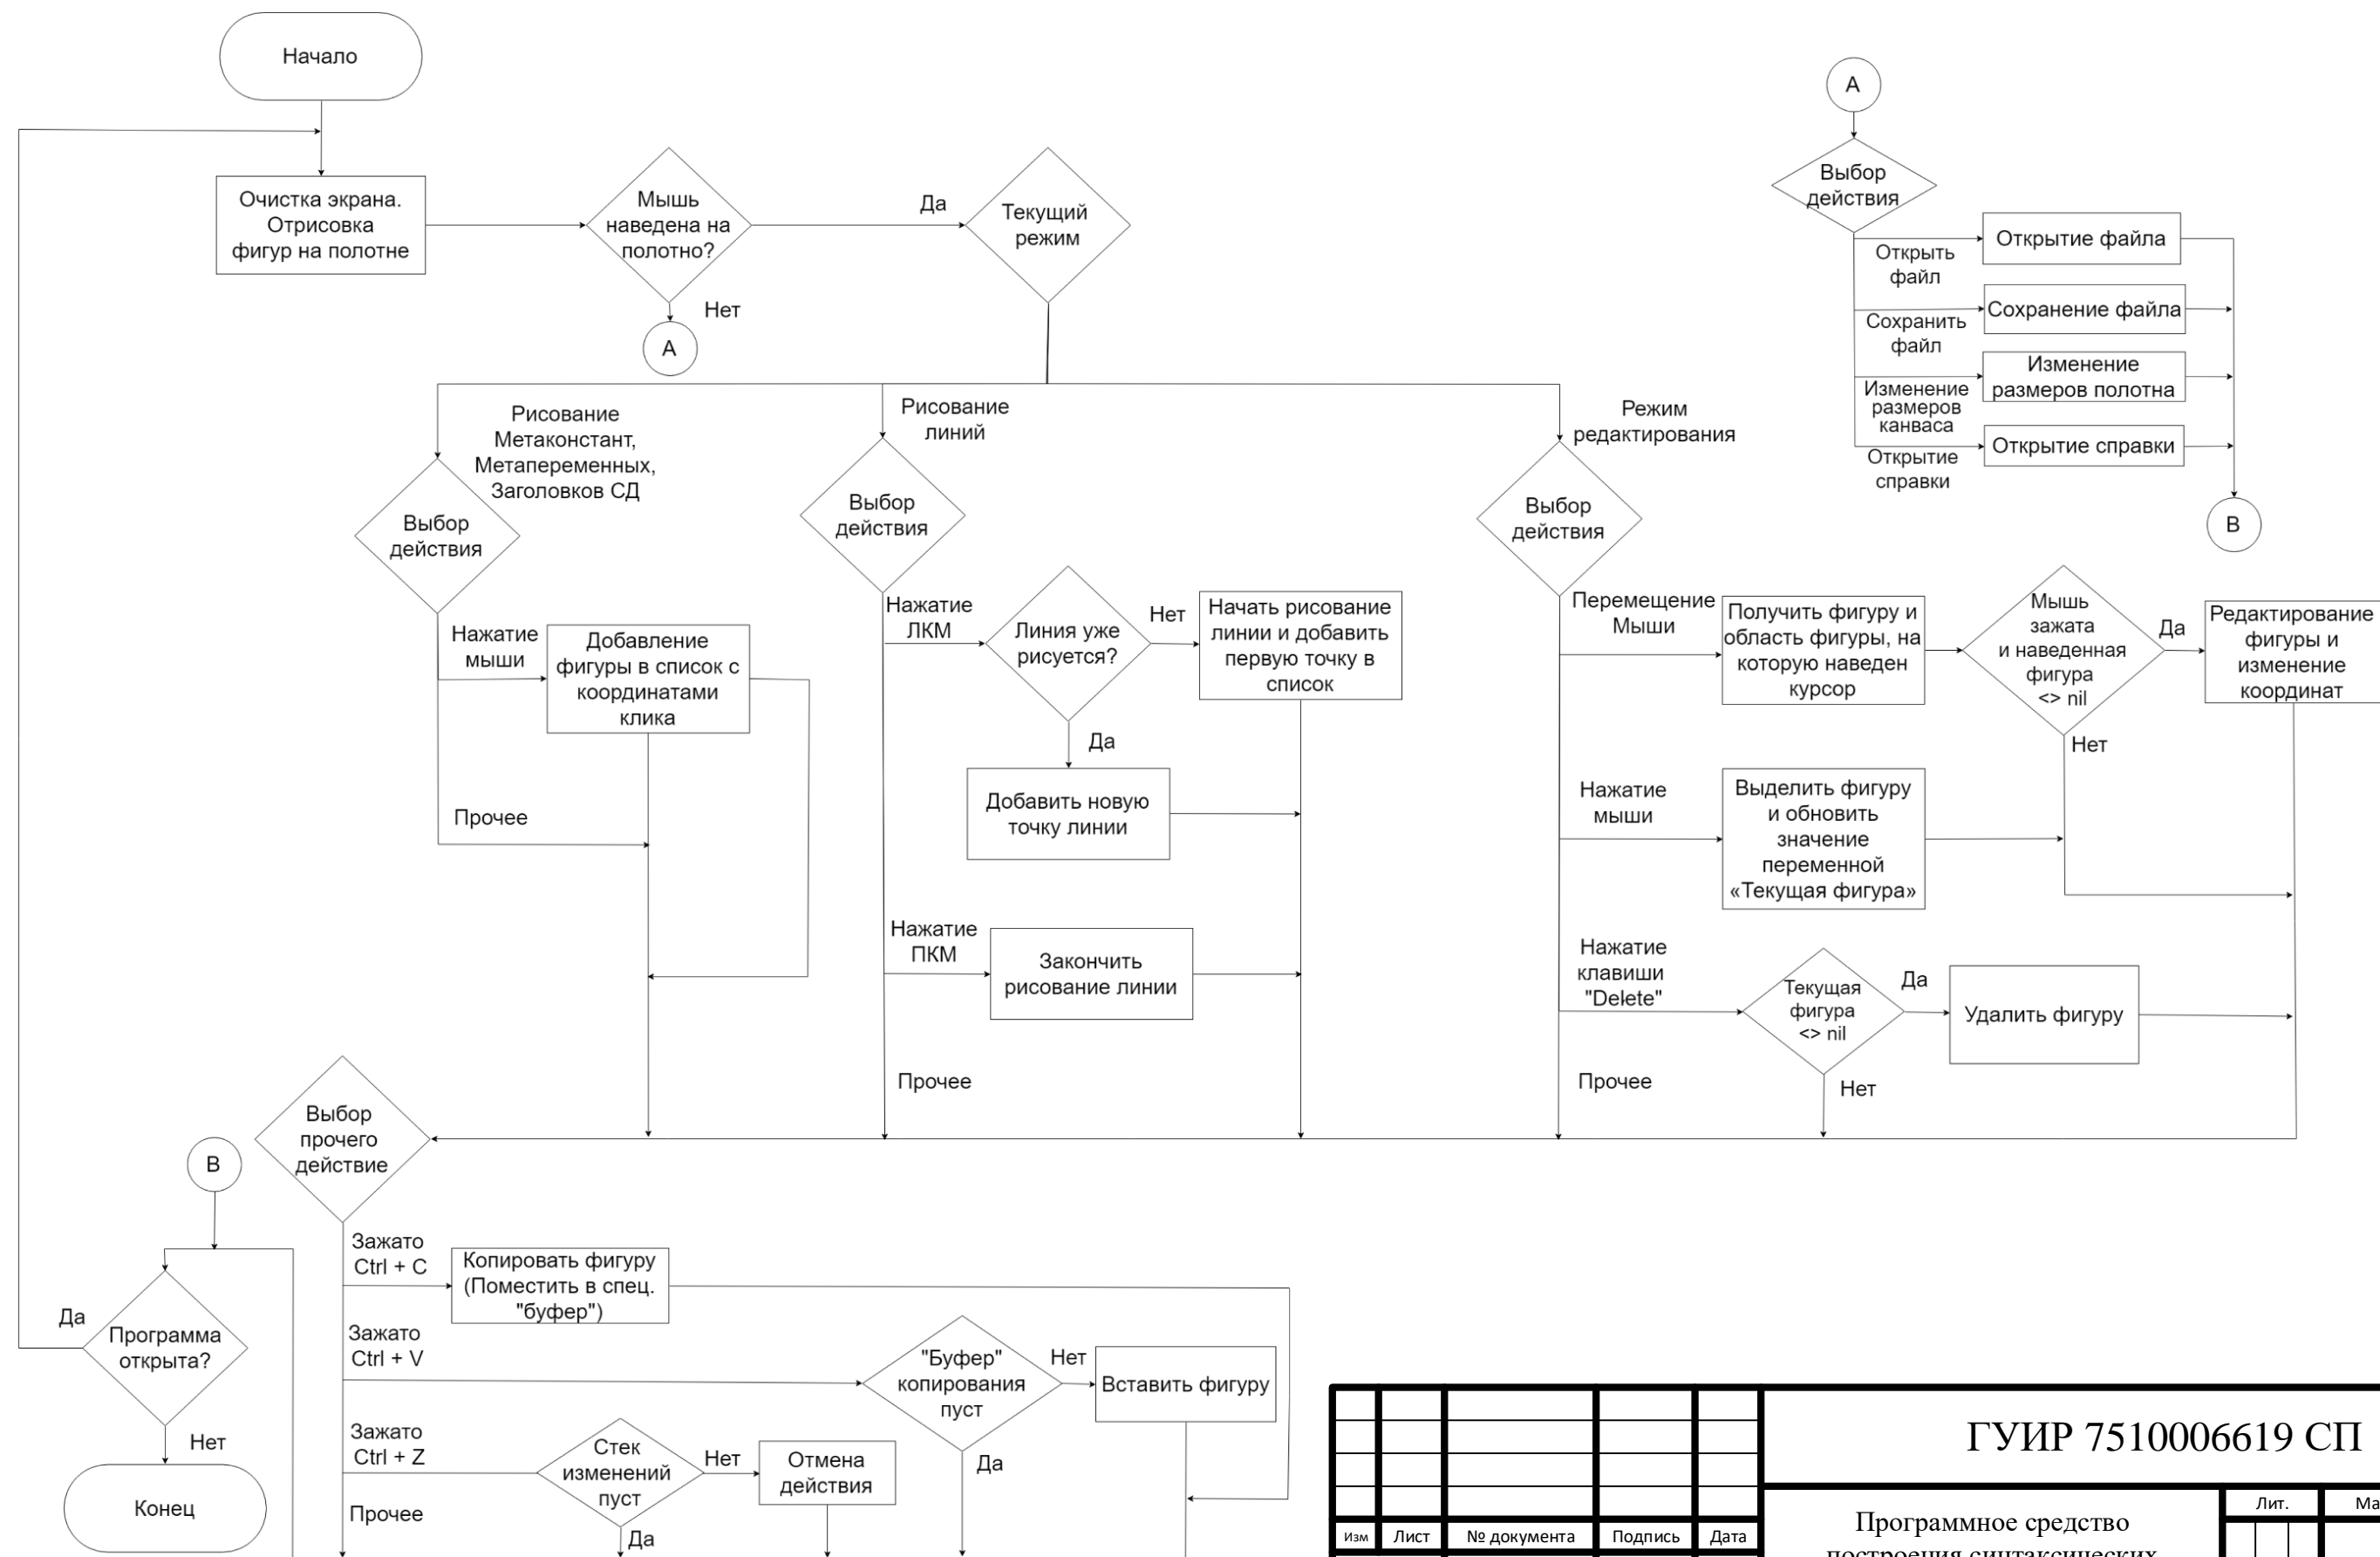 Начало
Очистка экрана.
Отрисовка
фигур на полотне
Мышь
наведена на
полотно?
Да
Нет
А
Текущий
режим
А
Выбор
действия
Открыть
файл
Открытие файла
Сохранить
файл
Сохранение файла
Изменение
размеров
канваса
Изменение
размеров полотна
Открытие
справки
Открытие справки
В
Рисование
Метаконстант,
Метапеременных,
Заголовков СД
Выбор
действия
Нажатие
мыши
Добавление
фигуры в список с
координатами
клика
Прочее
Рисование
линий
Выбор
действия
Нажатие
ЛКМ
Линия уже
рисуется?
Нет
Начать рисование
линии и добавить
первую точку в
список
Да
Добавить новую
точку линии
Нажатие
ПКМ
Закончить
рисование линии
Прочее
Режим
редактирования
Выбор
действия
Перемещение
Мыши
Получить фигуру и
область фигуры, на
которую наведен
курсор
Мышь
зажата
и наведенная
фигура
<> nil
Да
Редактирование
фигуры и
изменение
координат
Нет
Нажатие
мыши
Выделить фигуру
и обновить
значение
переменной
«Текущая фигура»
Нажатие
клавиши
"Delete"
Текущая
фигура
<> nil
Да
Удалить фигуру
Нет
Прочее
Выбор
прочего
действие
В
Да
Программа
открыта?
Нет
Конец
Зажато
Ctrl + C
Копировать фигуру
(Поместить в спец.
"буфер")
Зажато
Ctrl + V
"Буфер"
копирования
пуст
Нет
Вставить фигуру
Да
Зажато
Ctrl + Z
Стек
изменений
пуст
Нет
Отмена
действия
Да
Прочее
ГУИР 7510006619 СП
Изм Лист № документа Подпись Дата
Программное средство
построения синтаксических
Лит.
Ма